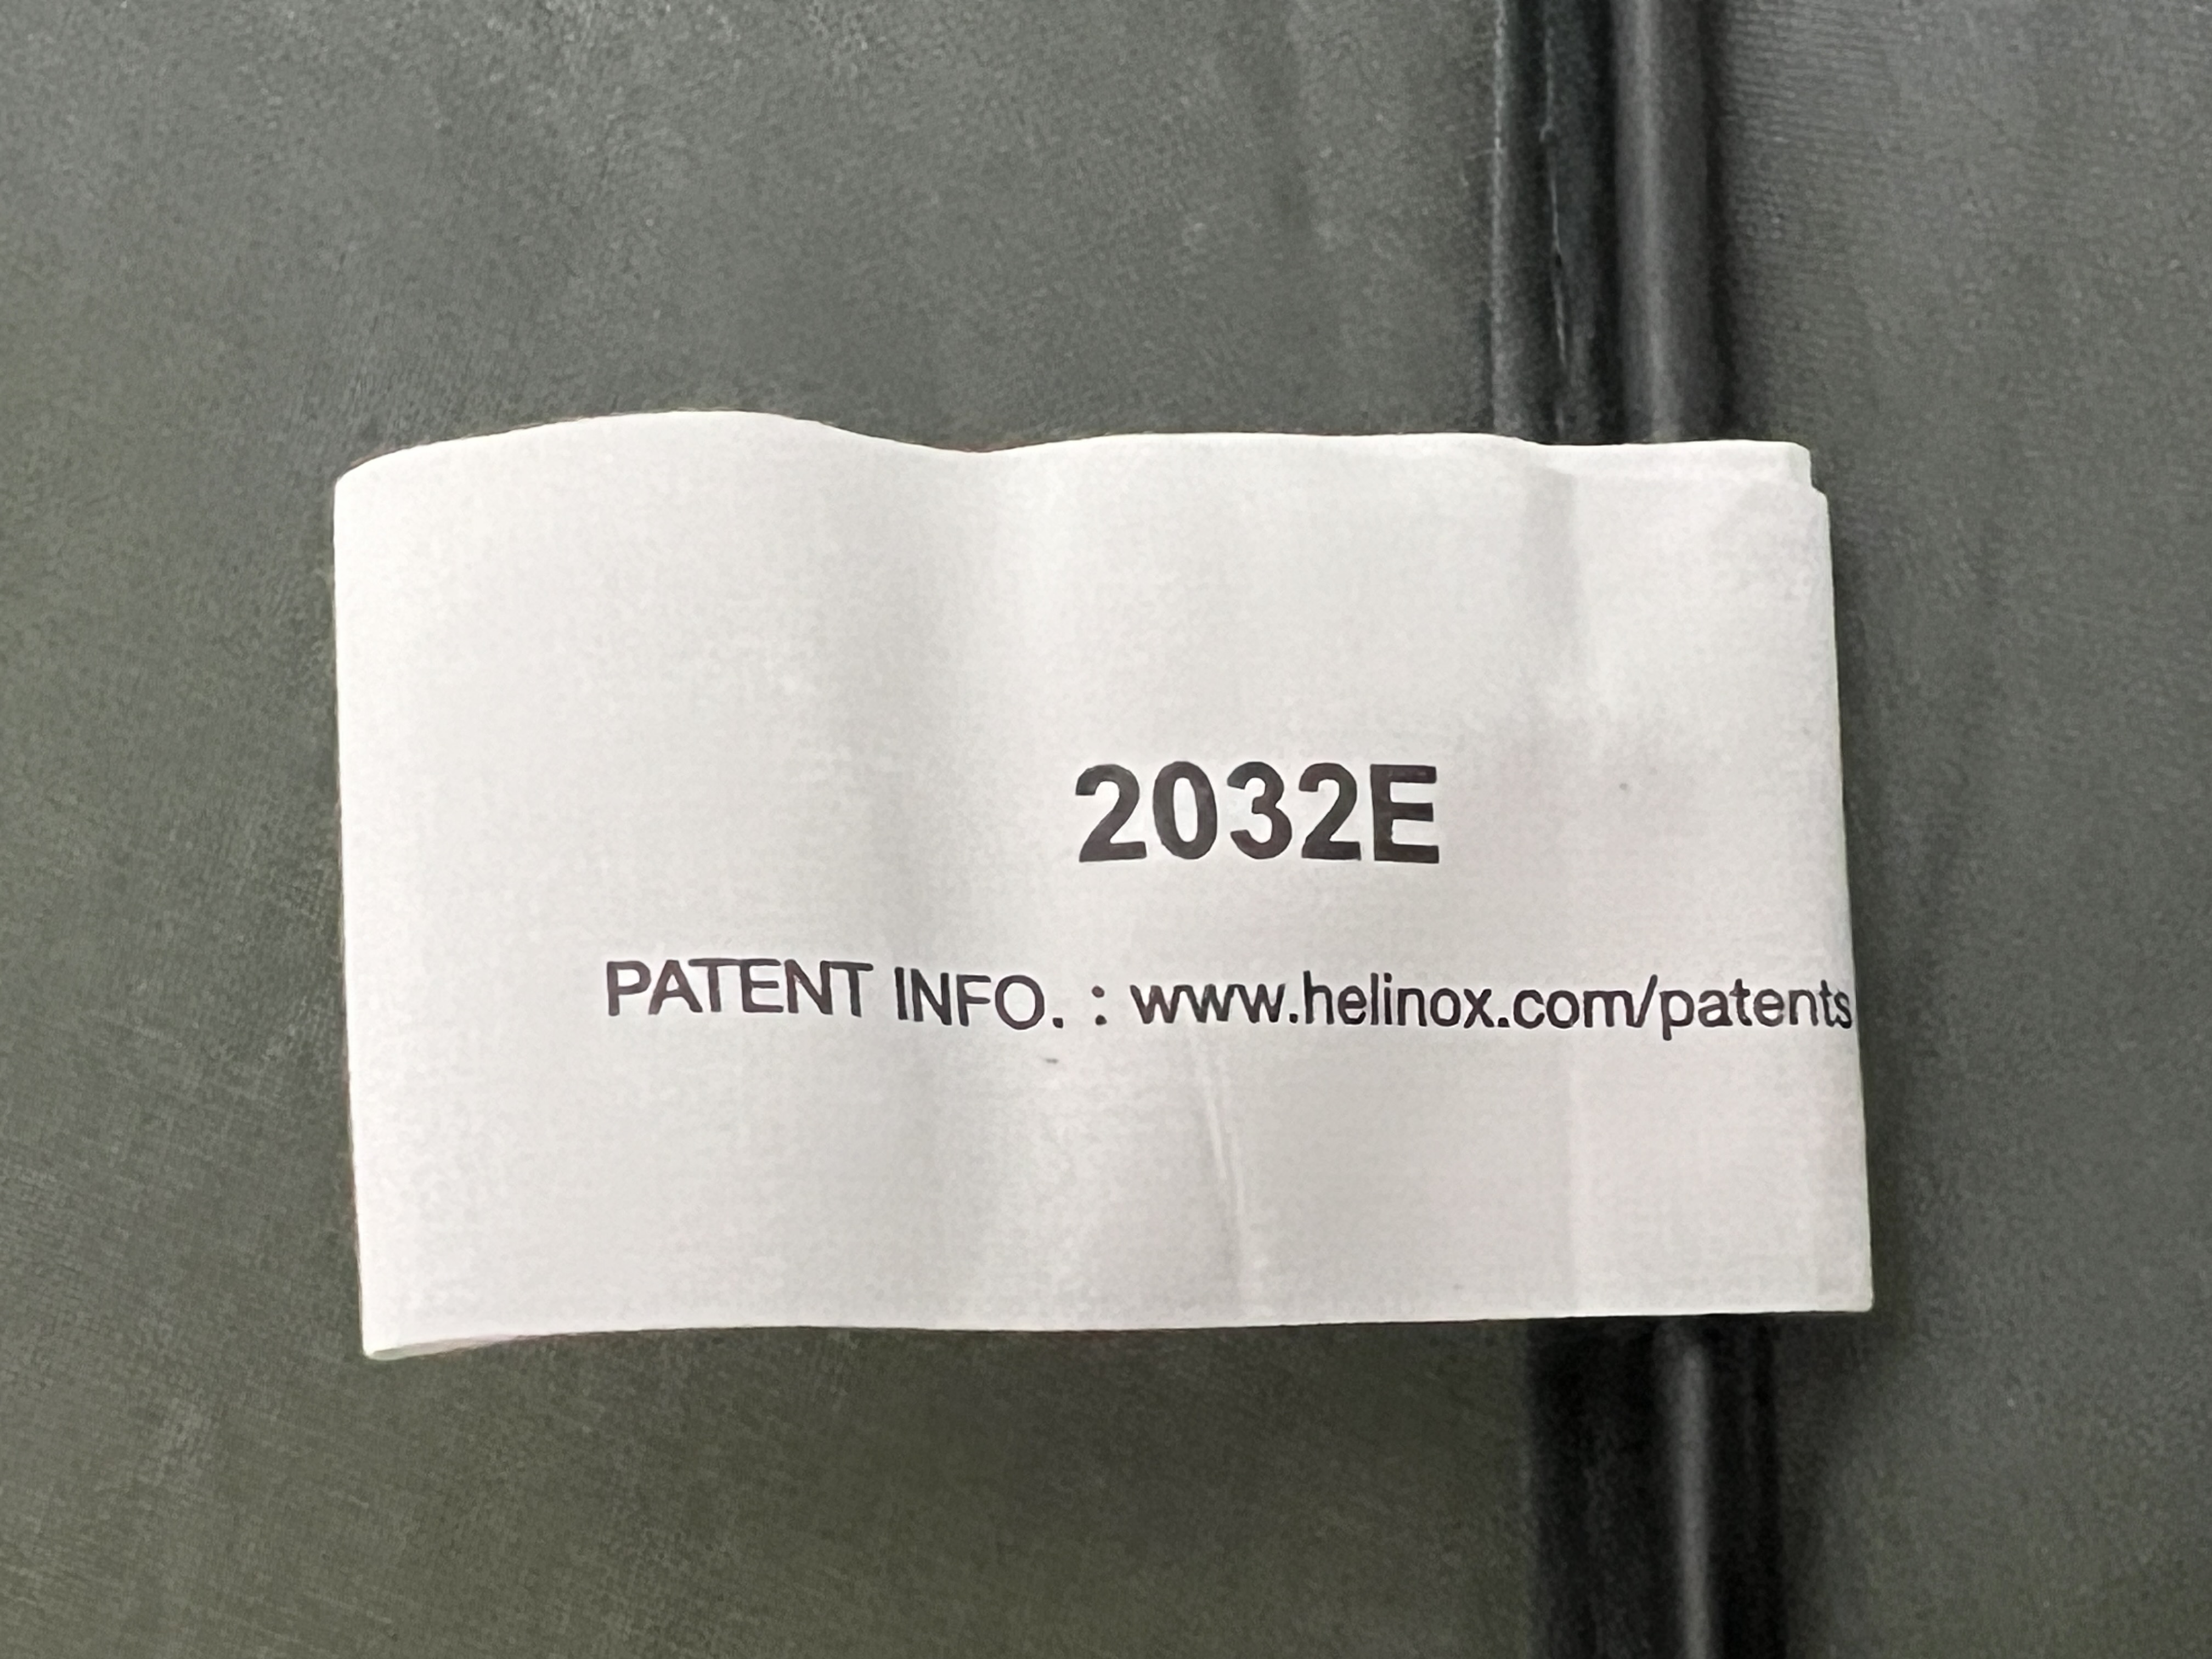 2032E
PATENT INFO. : www.helinox.com/patents